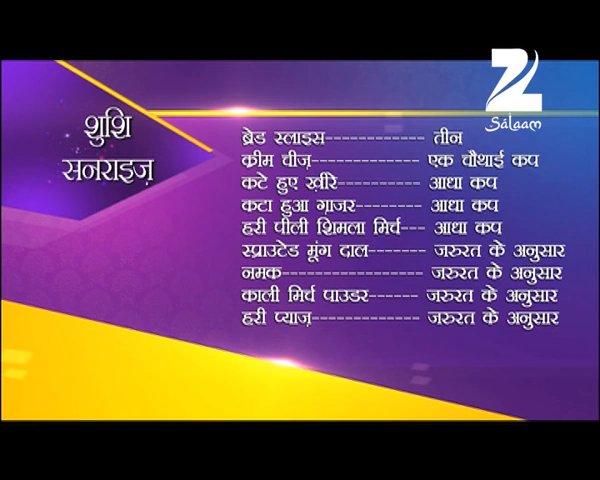 Z
Salaam
शुशि
सनराइज़
ब्रेड स्लाइस------------ तीन
क्रीम चीज़------------- एक चौथाई कप
कटे हुए ख़ीरे----------- आधा कप
कटा हुआ ग़ाजर-------- आधा कप
हरी पीली शिमला मिर्च--- आधा कप
स्प्राउटेड मूंग दाल------- जरुरत के अनुसार
नमक----------------- जरुरत के अनुसार
काली मिर्च पाउडर------ जरुरत के अनुसार
हरी प्याज़------------- जरुरत के अनुसार